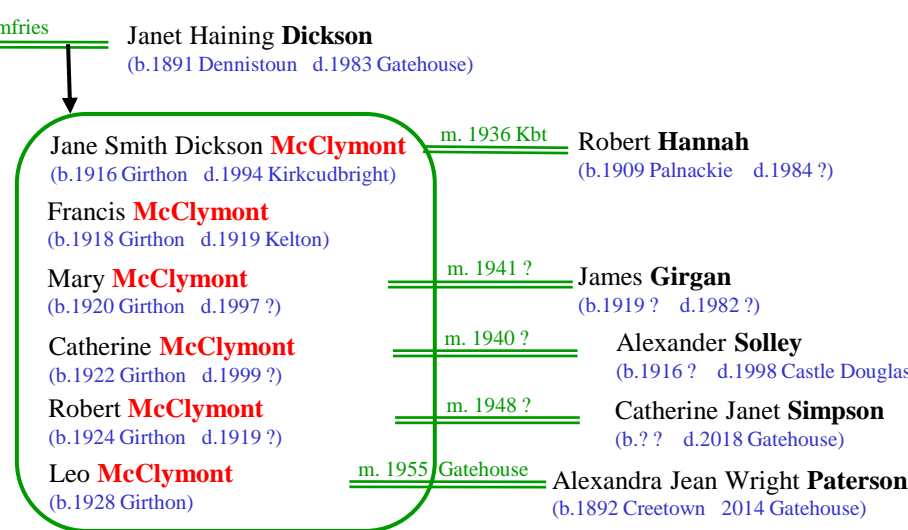 mfries
Janet Haining Dickson
(b.1891 Dennistoun d.1983 Gatehouse)
Jane Smith Dickson McClymont m. 1936 Kbt Robert Hannah
(b.1916 Girthon d.1994 Kirkcudbright) (b.1909 Palnackie d.1984 ?)
Francis McClymont
(b.1918 Girthon d.1919 Kelton)
Mary McClymont m. 1941 ? James Girgan
(b.1920 Girthon d.1997 ?) (b.1919 ? d.1982 ?)
Catherine McClymont m. 1940 ? Alexander Solley
(b.1922 Girthon d.1999 ?) (b.1916 ? d.1998 Castle Douglas
Robert McClymont m. 1948 ? Catherine Janet Simpson
(b.1924 Girthon d.1919 ?) (b.? ? d.2018 Gatehouse)
Leo McClymont m. 1955 Gatehouse Alexandra Jean Wright Paterson
(b.1928 Girthon) (b.1892 Creetown 2014 Gatehouse)